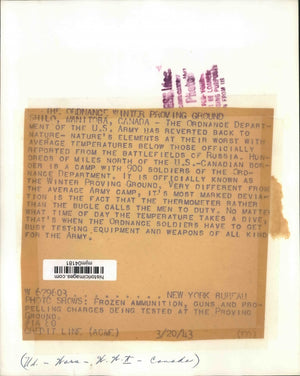 THE ORDNANCE WINTER PROVING GROUND
SHILO, MANITOBA, CANADA - THE ORDNANCE DEPART-
MENT OF THE U.S. ARMY HAS REVERTED BACK TO
NATURE- NATURE'S ELEMENTS AT THEIR WORST WITH
AVERAGE TEMPERATURES BELOW THOSE OFFICIALLY
REPORTED FROM THE BATTLEFIELDS OF RUSSIA. HUN-
DREDS OF MILES NORTH OF THE U.S.-CANADIAN BOR-
DER IS A CAMP WITH 900 SOLDIERS OF THE ORD-
NANCE DEPARTMENT. IT IS OFFICIALLY KNOWN AS
THE WINTER PROVING GROUND. VERY DIFFERENT FROM
THE AVERAGE ARMY CAMP, IT'S MOST MARKED DEVIA-
TION IS THE FACT THAT THE THERMOMETER RATHER
THAN THE BUGLE CALLS THE MEN TO DUTY. NO MATTER
WHAT TIME OF DAY THE TEMPERATURE TAKES A DIVE,
THAT'S WHEN THE ORDNANCE SOLDIERS HAVE TO GET
BUSY TESTING EQUIPMENT AND WEAPONS OF ALL KINDS
FOR THE ARMY.
historicimages.com
mym04181
W 629603 . . . . . . NEW YORK BUREAU
PHOTO SHOWS: FROZEN AMMUNITION, GUNS AND PRO-
PELLING CHARGES BEING TESTED AT THE PROVING
GROUND.
CREDIT LINE (ACME) 3/20/43